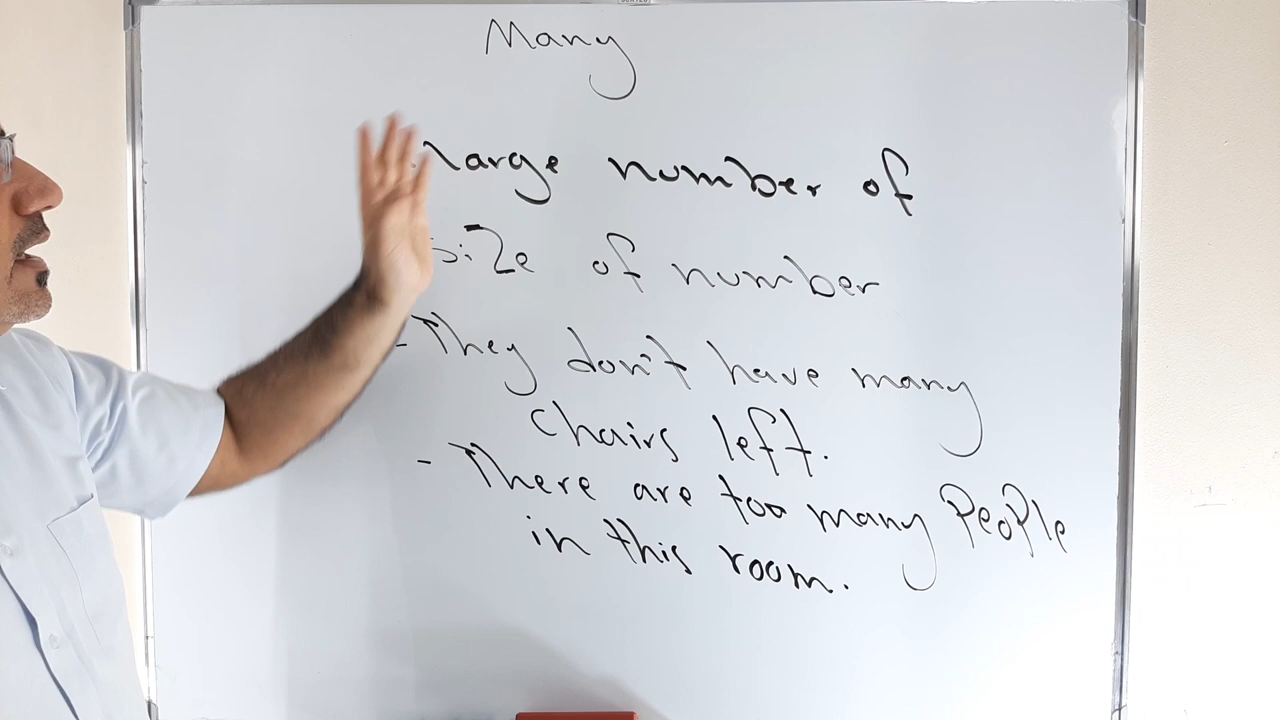 Many
large number of
size of number
- They don't have many
chairs left.
- There are too many People
in this room.